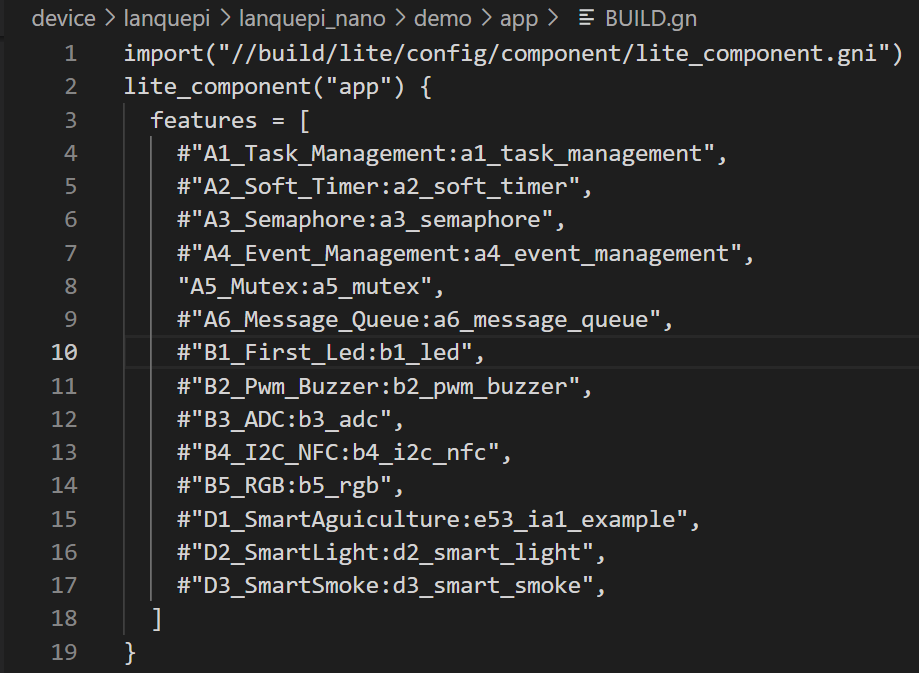 device > lanquepi > lanquepi_nano > demo > app > BUILD.gn
1 import("//build/lite/config/component/lite_component.gni")
2 lite_component("app") {
3 features = [
4 #"A1_Task_Management:a1_task_management",
5 #"A2_Soft_Timer:a2_soft_timer",
6 #"A3_Semaphore:a3_semaphore",
7 #"A4_Event_Management:a4_event_management",
8 "A5_Mutex:a5_mutex",
9 #"A6_Message_Queue:a6_message_queue",
10 #"B1_First_Led:b1_led",
11 #"B2_Pwm_Buzzer:b2_pwm_buzzer",
12 #"B3_ADC:b3_adc",
13 #"B4_I2C_NFC:b4_i2c_nfc",
14 #"B5_RGB:b5_rgb",
15 #"D1_SmartAguiculture:e53_ia1_example",
16 #"D2_SmartLight:d2_smart_light",
17 #"D3_SmartSmoke:d3_smart_smoke",
18 ]
19 }